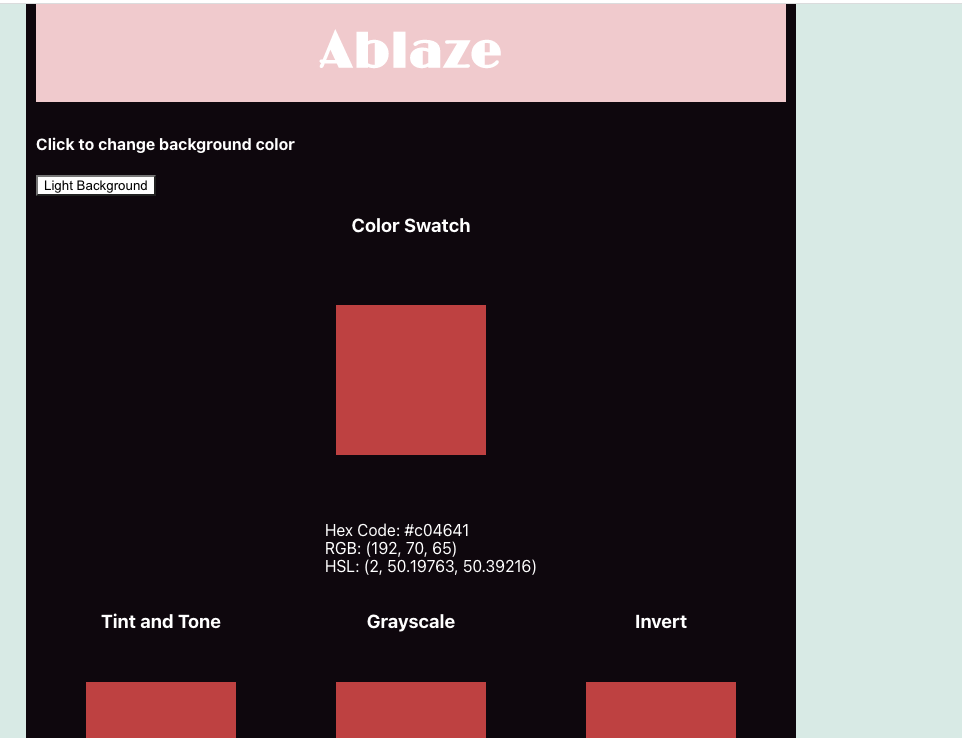 Ablaze
Click to change background color
Light Background
Color Swatch
Hex Code: #c04641
RGB: (192, 70, 65)
HSL: (2, 50.19763, 50.39216)
Tint and Tone
Grayscale
Invert